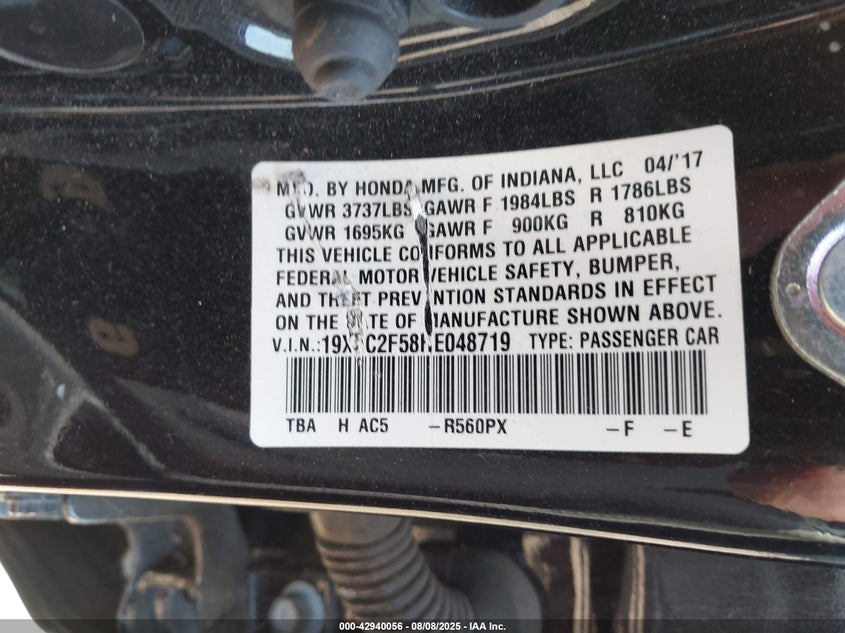 MFD. BY HONDA MFG. OF INDIANA, LLC 04/'17
GVWR 3737LBS GAWR F 1984LBS R 1786LBS
GVWR 1695KG GAWR F 900KG R 810KG
THIS VEHICLE CONFORMS TO ALL APPLICABLE
FEDERAL MOTOR VEHICLE SAFETY, BUMPER,
AND THEFT PREVENTION STANDARDS IN EFFECT
ON THE DATE OF MANUFACTURE SHOWN ABOVE.
V.I.N.: TYPE: PASSENGER CAR
TBA H AC5 -R560PX -F -E
000-42940056 - 08/08/2025 - IAA Inc.